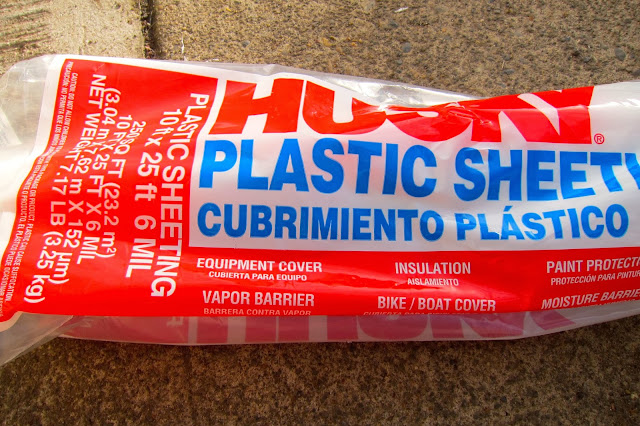 HUSKY
®
PLASTIC SHEETI
CUBRIMIENTO PLÁSTICO
EQUIPMENT COVER
CUBIERTA PARA EQUIPO
INSULATION
AISLAMIENTO
PAINT PROTECTI
PROTECCIÓN PARA PINTUR
VAPOR BARRIER
BARRERA CONTRA VAPOR
BIKE / BOAT COVER
MOISTURE BARRIE
PLASTIC SHEETING
10 ft x 25 ft 6 MIL
250 SQ FT (23.2 m²)
10 FT X 25 FT X 6 MIL
(3.04 m x 7.62 m X 152 µm)
NET WEIGHT: 7.17 LB (3.25 kg)